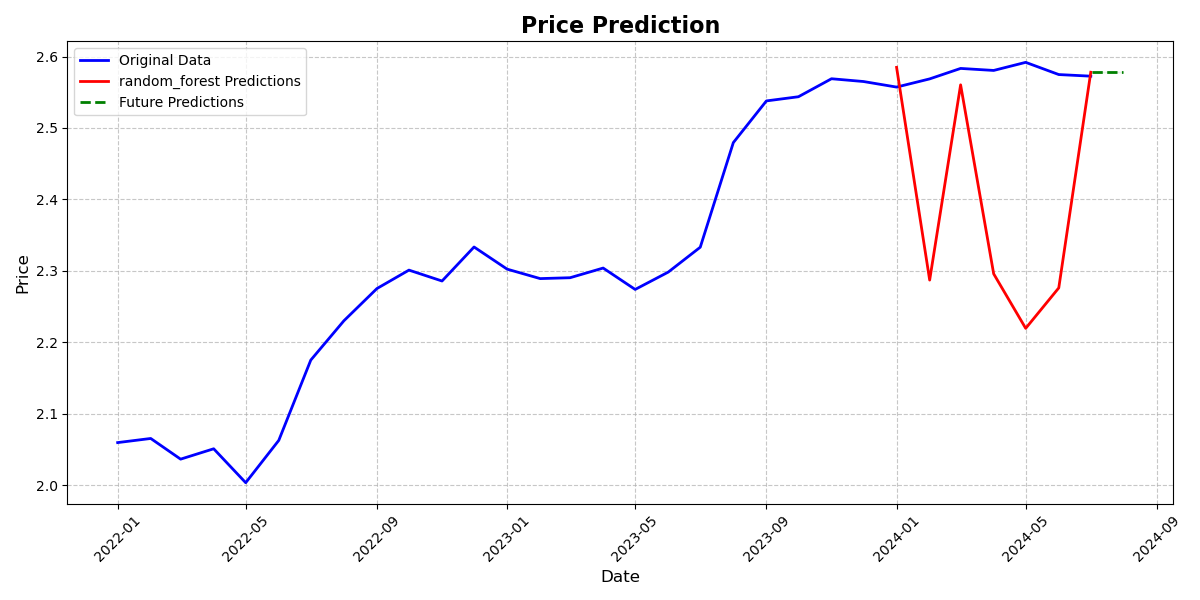 Price Prediction
Original Data
random_forest Predictions
Future Predictions
2.6
2.5
2.4
2.3
2.2
2.1
2.0
Price
2022-01
2022-05
2022-09
2023-01
2023-05
2023-09
2024-01
2024-05
2024-09
Date